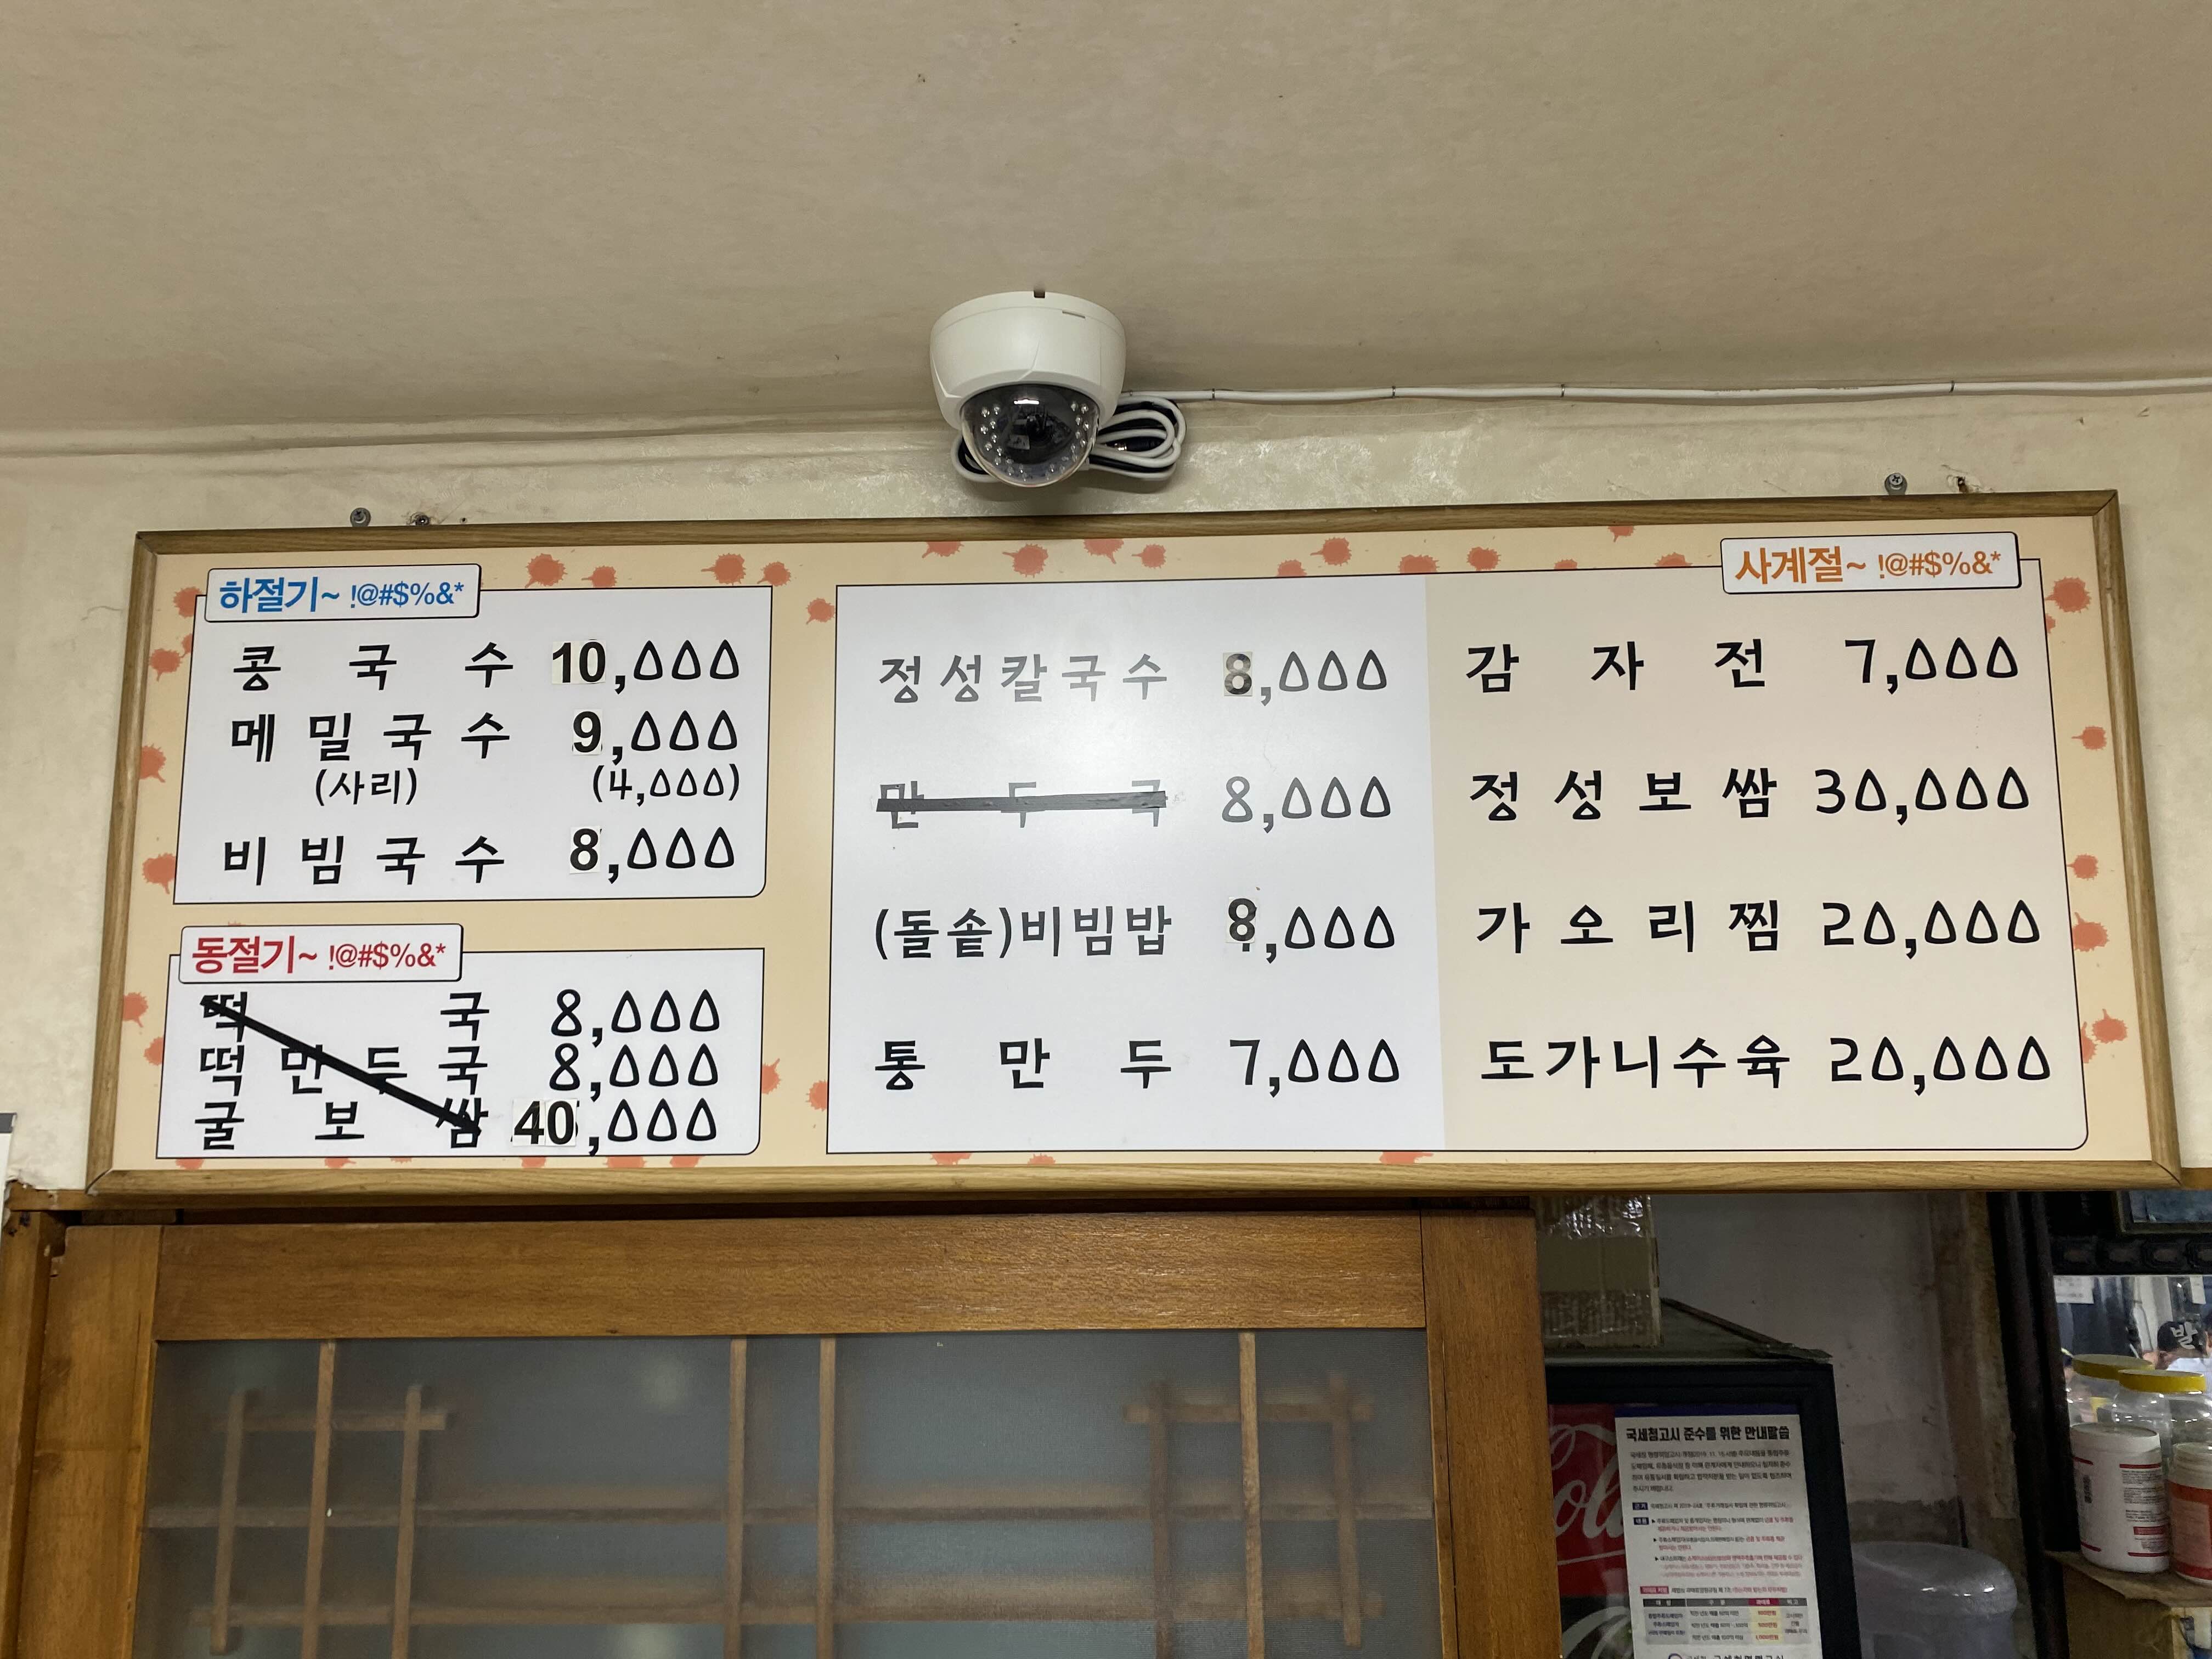 하절기~ !@#$%&*
콩 국 수 10,000
메 밀 국 수 9,000
(사리) (4,000)
비 빔 국 수 8,000
동절기~ !@#$%&*
떡 국 8,000
떡 만 두 국 8,000
굴 보 쌈 40,000
정성칼국수 8,000
만 두 국 8,000
(돌솥)비빔밥 8,000
통 만 두 7,000
사계절~ !@#$%&*
감 자 전 7,000
정 성 보 쌈 30,000
가 오 리 찜 20,000
도가니수육 20,000
국세청고시 준수를 위한 안내말씀